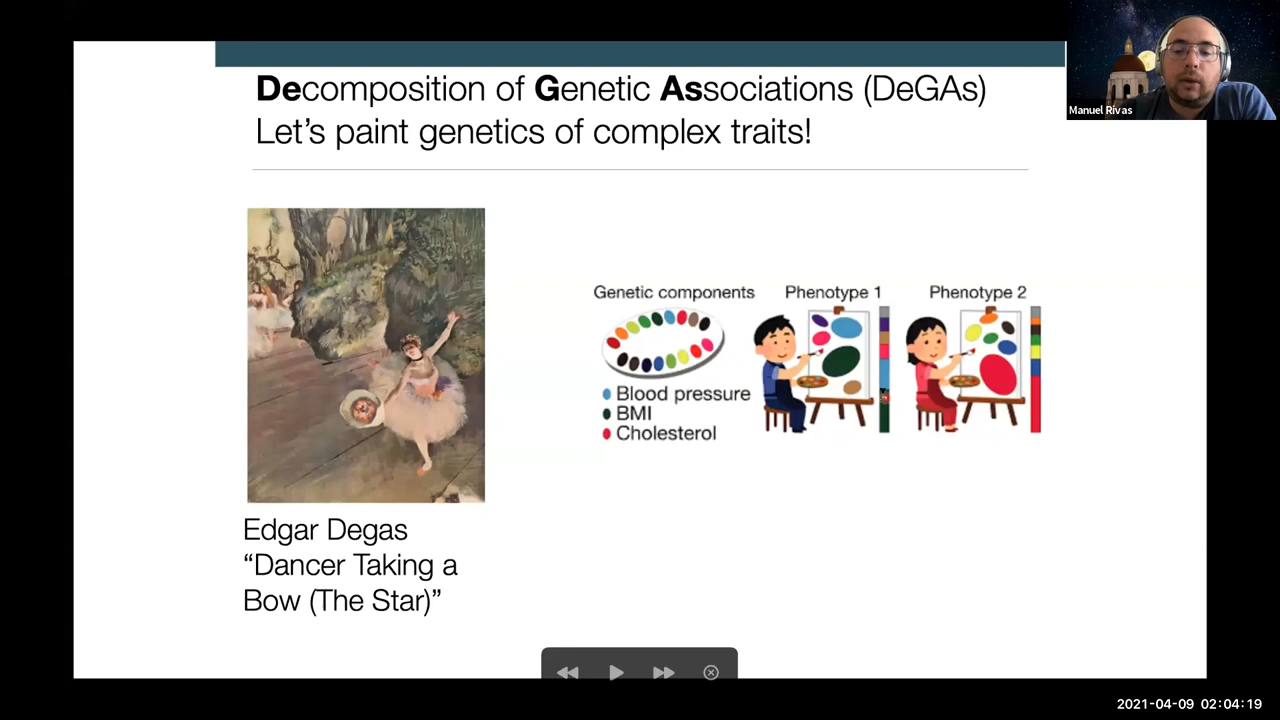 Decomposition of Genetic Associations (DeGAs)
Let's paint genetics of complex traits!
Manuel Rivas
Genetic components
Phenotype 1
Phenotype 2
Blood pressure
BMI
Cholesterol
Edgar Degas
“Dancer Taking a
Bow (The Star)”
2021-04-09 02:04:19